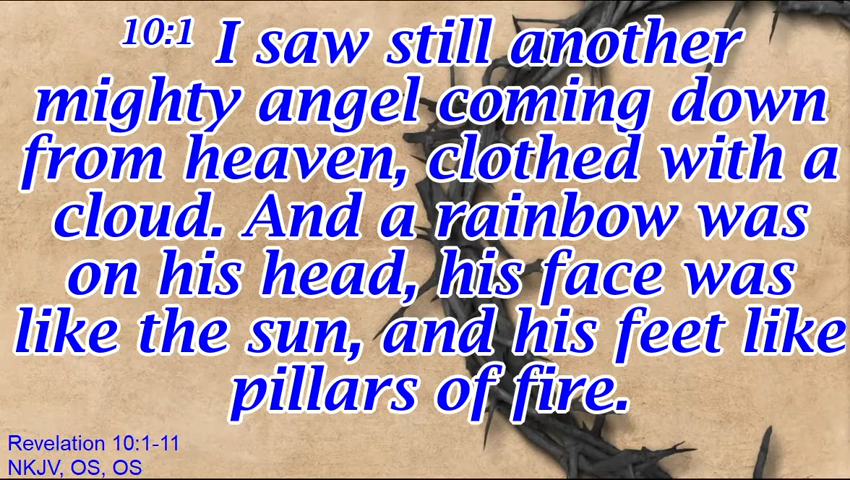 10:1 I saw still another
mighty angel coming down
from heaven, clothed with a
cloud. And a rainbow was
on his head, his face was
like the sun, and his feet like
pillars of fire.
Revelation 10:1-11
NKJV, OS, OS